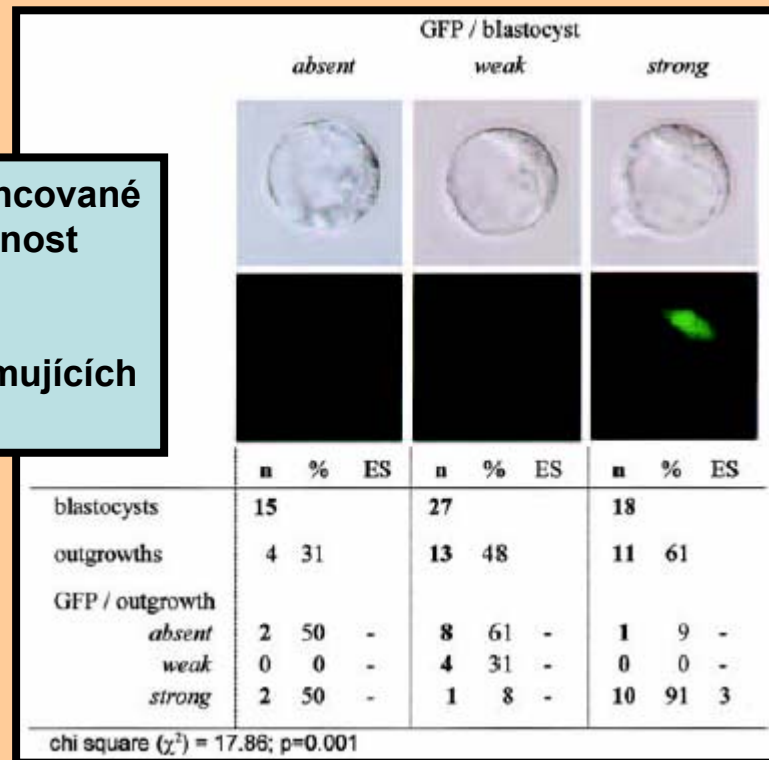 ncované
nost
mujících
GFP / blastocyst
absent weak strong
n % ES n % ES n % ES
blastocysts 15 27 18
outgrowths 4 31 13 48 11 61
GFP / outgrowth
absent 2 50 - 8 61 - 1 9 -
weak 0 0 - 4 31 - 0 0 -
strong 2 50 - 1 8 - 10 91 3
chi square (χ²) = 17.86; p=0.001